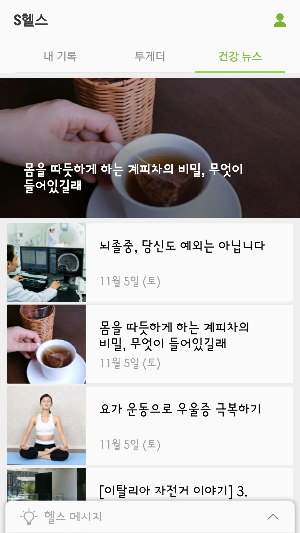 S헬스
내 기록
투게더
건강 뉴스
몸을 따듯하게 하는 계피차의 비밀, 무엇이
들어있길래
뇌졸중, 당신도 예외는 아닙니다
11월 5일 (토)
몸을 따듯하게 하는 계피차의
비밀, 무엇이 들어있길래
11월 5일 (토)
요가 운동으로 우울증 극복하기
11월 5일 (토)
[이탈리아 자전거 이야기] 3.
헬스 메시지